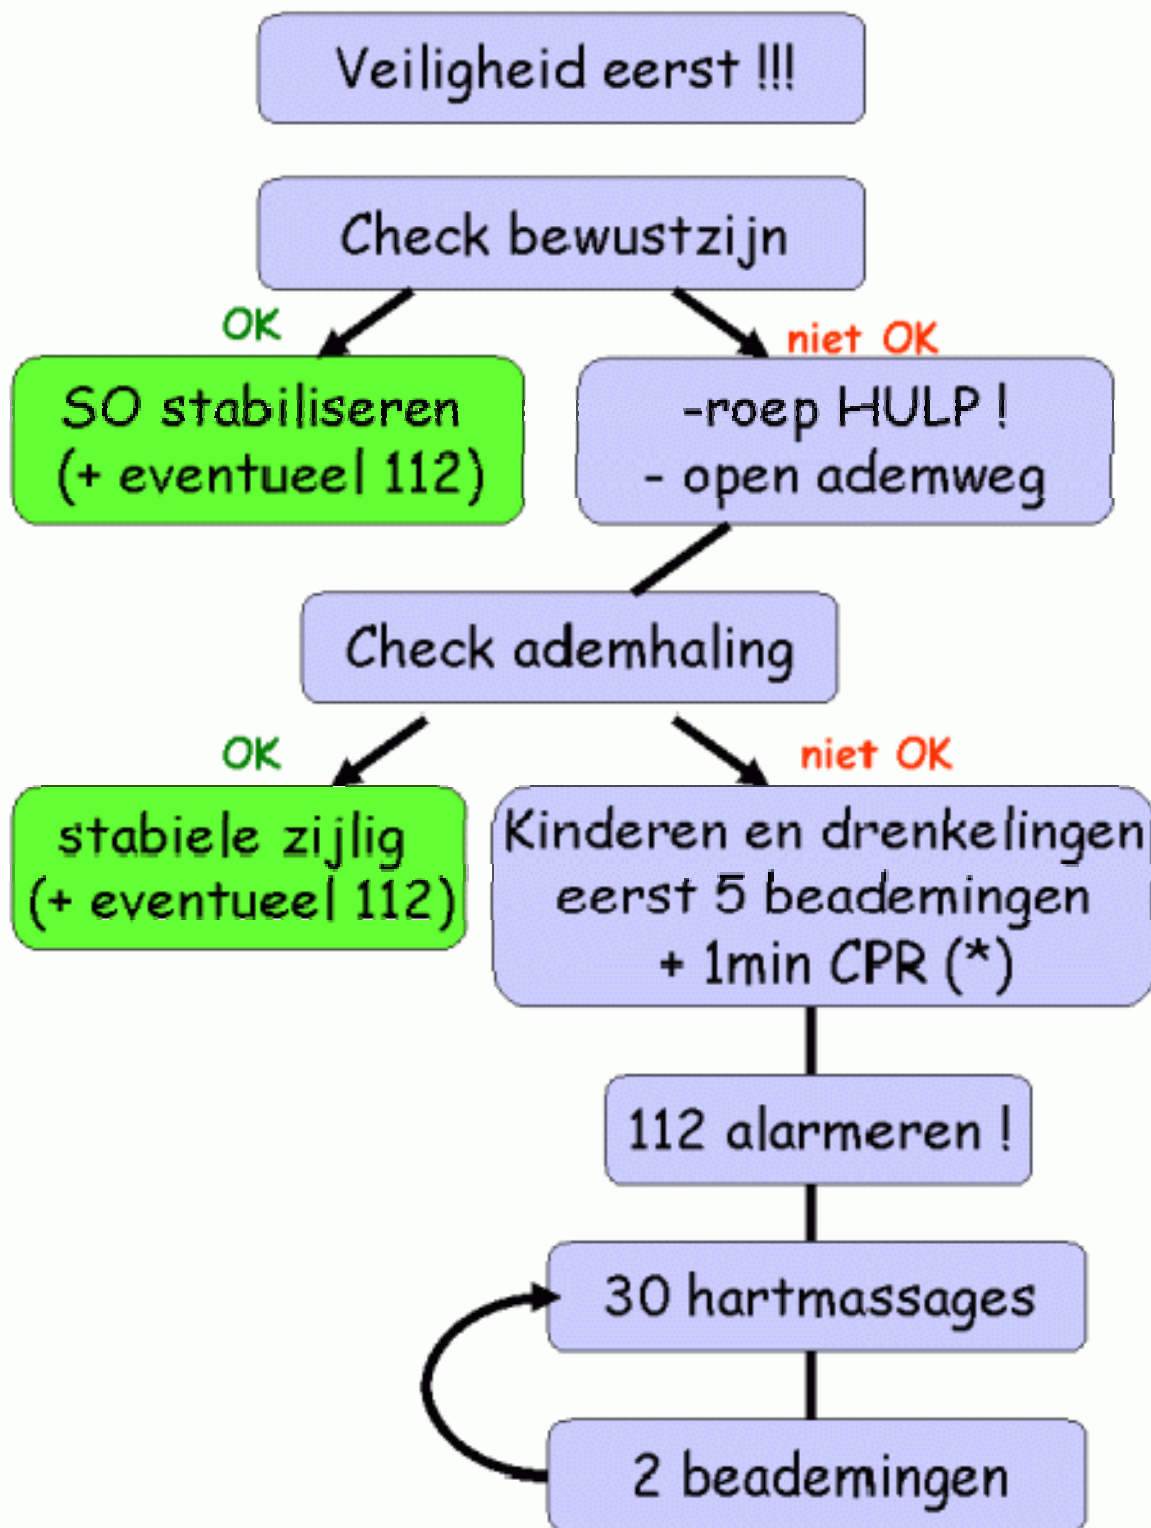 Veiligheid eerst !!!
Check bewustzijn
OK
niet OK
SO stabiliseren
(+ eventueel 112)
-roep HULP !
- open ademweg
Check ademhaling
OK
niet OK
stabiele zijlig
(+ eventueel 112)
Kinderen en drenkelingen
eerst 5 beademingen
+ 1min CPR (*)
112 alarmeren !
30 hartmassages
2 beademingen